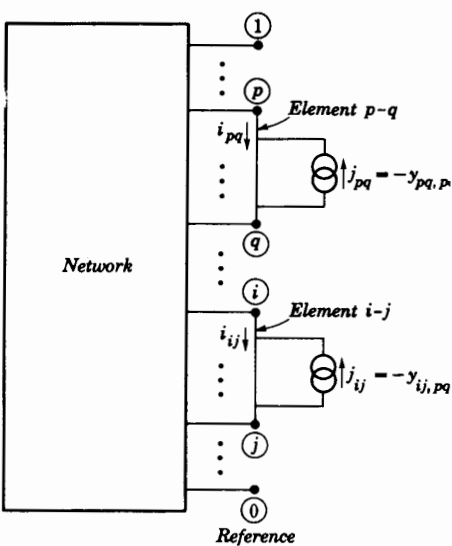 1
p
Element p-q
i_pq
j_pq = -y_pq, p
q
Network
i
Element i-j
i_ij
j_ij = -y_ij, pq
j
0
Reference